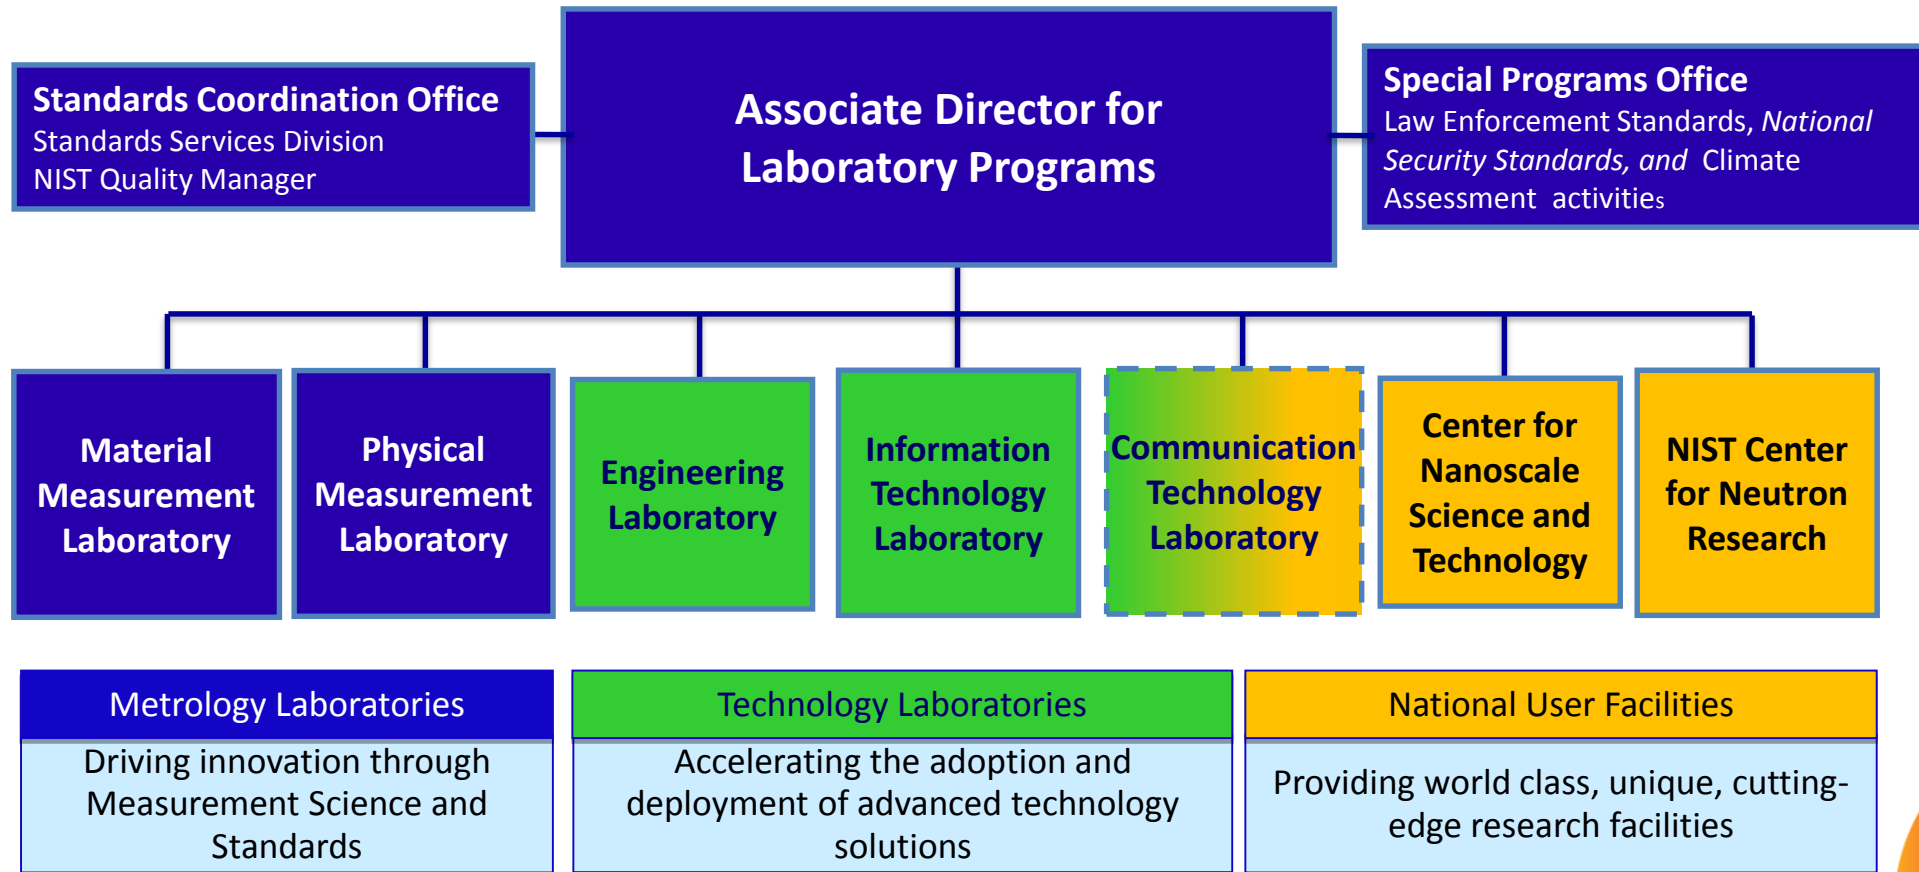 Standards Coordination Office
Standards Services Division
NIST Quality Manager
Associate Director for
Laboratory Programs
Special Programs Office
Law Enforcement Standards, National
Security Standards, and Climate
Assessment activities
Material
Measurement
Laboratory
Physical
Measurement
Laboratory
Engineering
Laboratory
Information
Technology
Laboratory
Communication
Technology
Laboratory
Center for
Nanoscale
Science and
Technology
NIST Center
for Neutron
Research
Metrology Laboratories
Driving innovation through
Measurement Science and
Standards
Technology Laboratories
Accelerating the adoption and
deployment of advanced technology
solutions
National User Facilities
Providing world class, unique, cutting-
edge research facilities